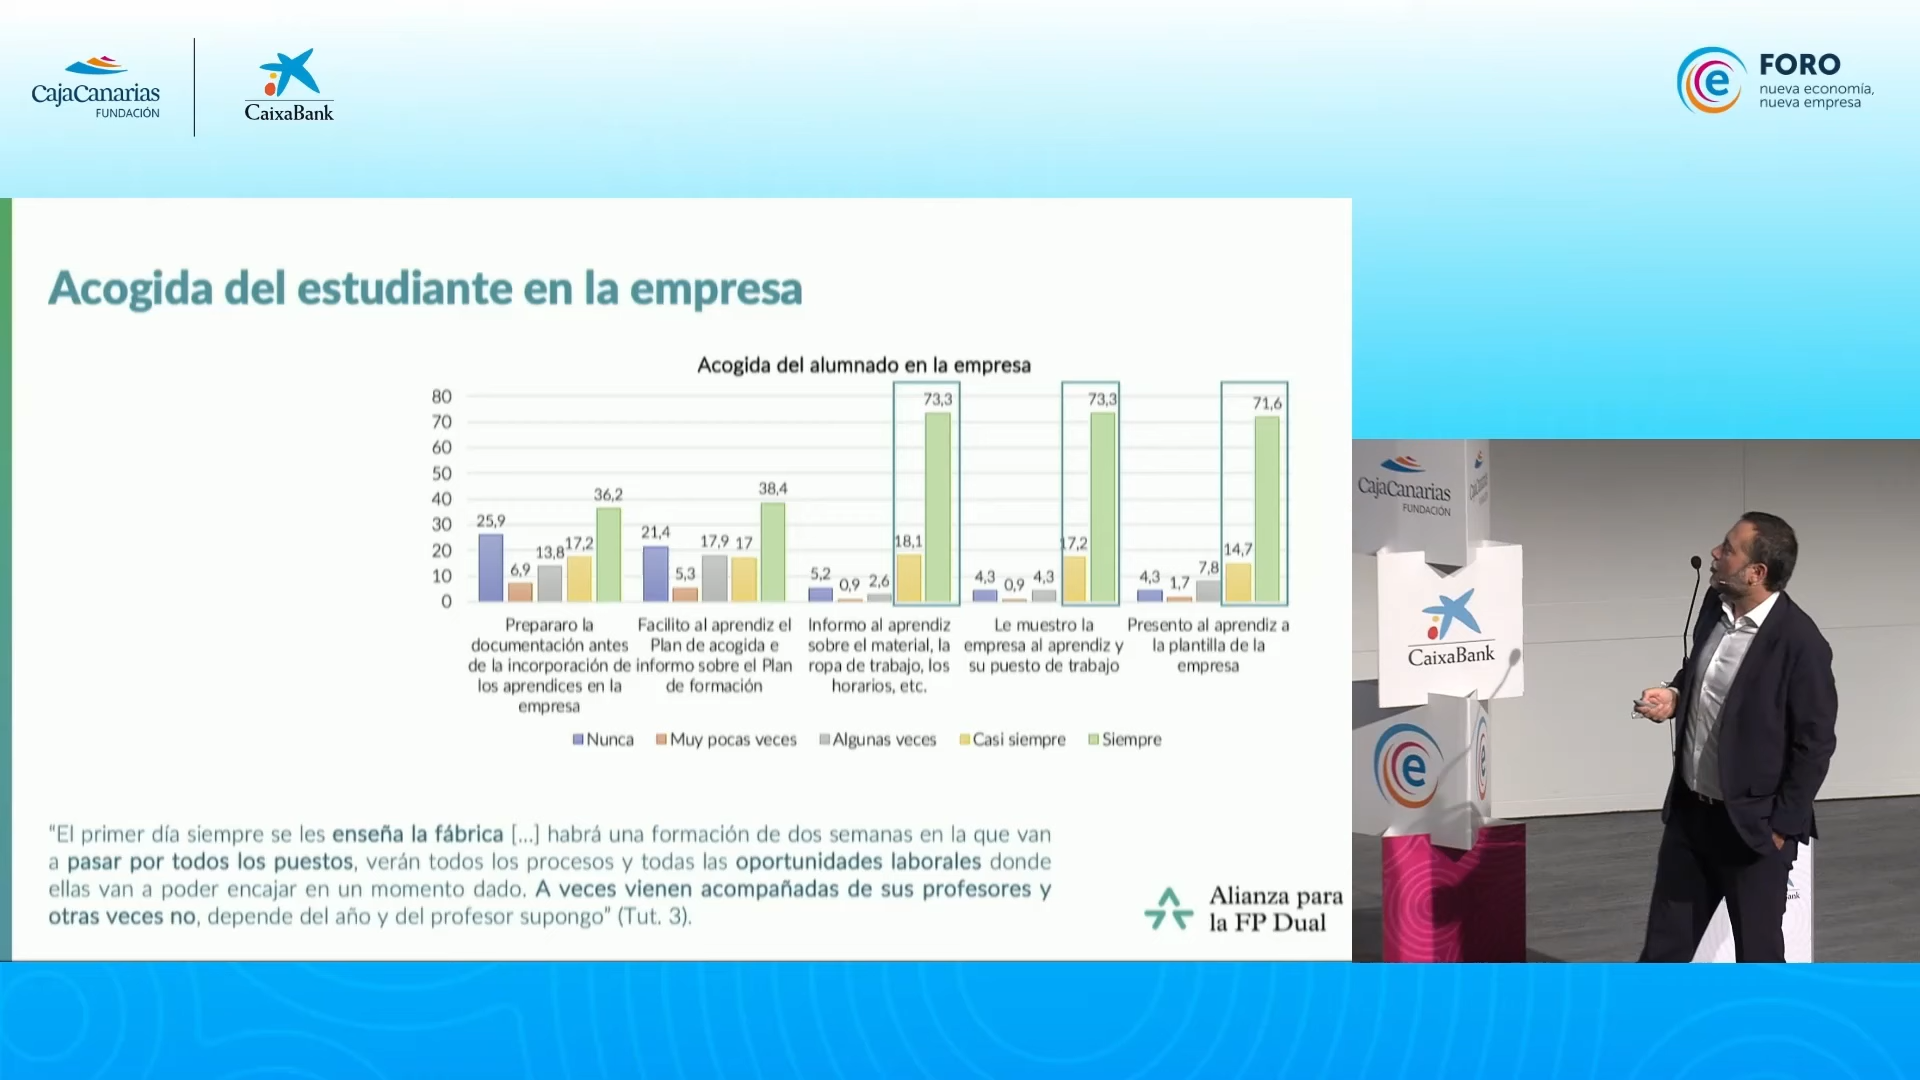 CajaCanarias
FUNDACIÓN
CaixaBank
FORO
nueva economía,
nueva empresa
Acogida del estudiante en la empresa
Acogida del alumnado en la empresa
80
70
60
50
40
30
20
10
0
25,9
6,9
13,8
17,2
36,2
21,4
5,3
17,9
17
38,4
5,2
0,9
2,6
18,1
73,3
4,3
0,9
4,3
17,2
73,3
4,3
1,7
7,8
14,7
71,6
Prepararo la
documentación antes
de la incorporación de
los aprendices en la
empresa
Facilito al aprendiz el
Plan de acogida e
informo sobre el Plan
de formación
Informo al aprendiz
sobre el material, la
ropa de trabajo, los
horarios, etc.
Le muestro la
empresa al aprendiz y
su puesto de trabajo
Presento al aprendiz a
la plantilla de la
empresa
Nunca
Muy pocas veces
Algunas veces
Casi siempre
Siempre
“El primer día siempre se les enseña la fábrica [...] habrá una formación de dos semanas en la que van
a pasar por todos los puestos, verán todos los procesos y todas las oportunidades laborales donde
ellas van a poder encajar en un momento dado. A veces vienen acompañadas de sus profesores y
otras veces no, depende del año y del profesor supongo” (Tut. 3).
Alianza para
la FP Dual
CajaCanarias
FUNDACIÓN
CaixaBank